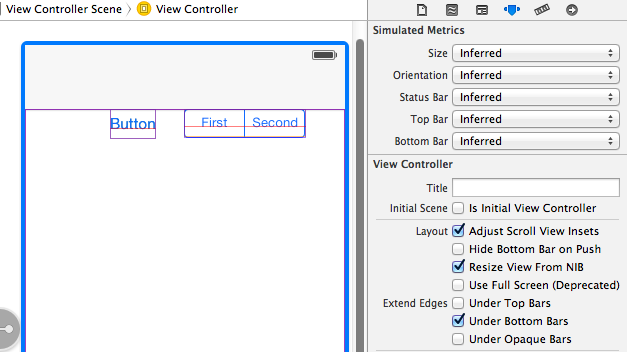 View Controller Scene View Controller
Simulated Metrics
Size Inferred
Orientation Inferred
Status Bar Inferred
Top Bar Inferred
Bottom Bar Inferred
Button First Second
View Controller
Title
Initial Scene Is Initial View Controller
Layout Adjust Scroll View Insets
Hide Bottom Bar on Push
Resize View From NIB
Use Full Screen (Deprecated)
Extend Edges Under Top Bars
Under Bottom Bars
Under Opaque Bars